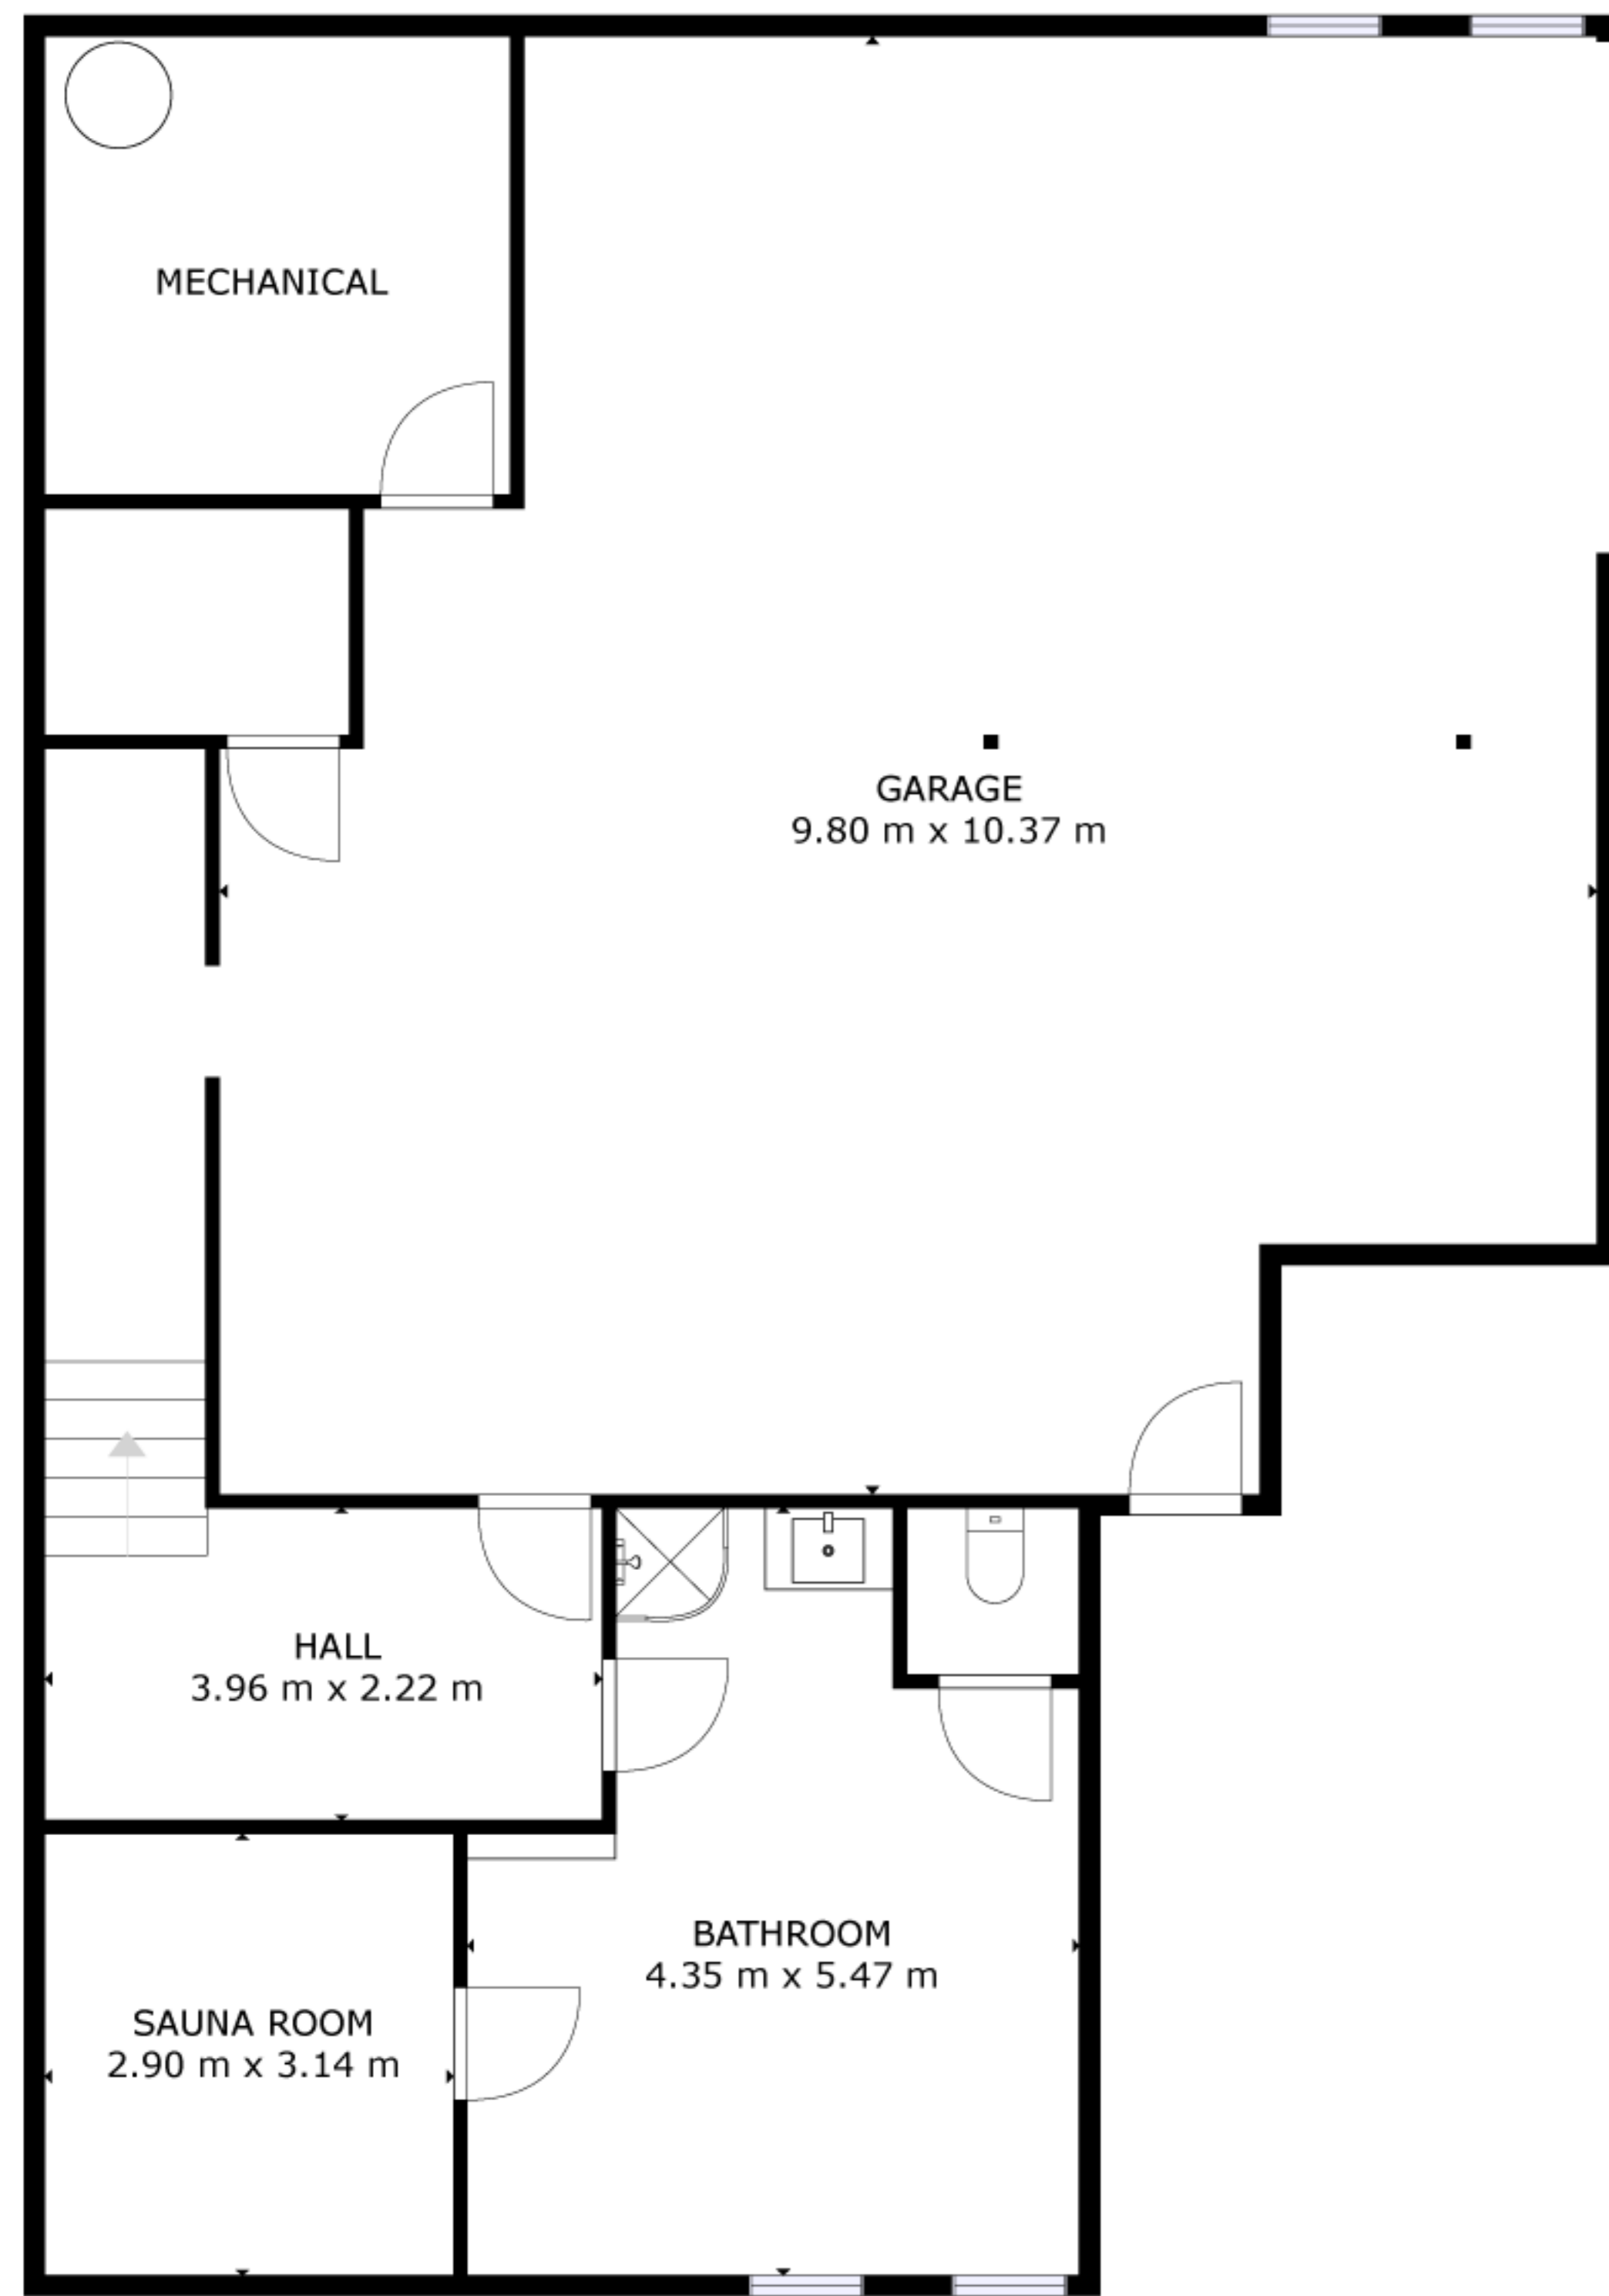 MECHANICAL
GARAGE
9.80 m x 10.37 m
HALL
3.96 m x 2.22 m
BATHROOM
4.35 m x 5.47 m
SAUNA ROOM
2.90 m x 3.14 m